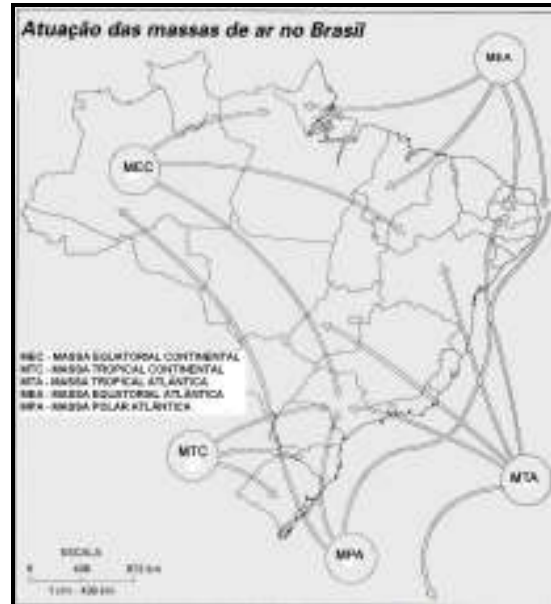 Atuação das massas de ar no Brasil
MEA
MEC
MEC - MASSA EQUATORIAL CONTINENTAL
MTC - MASSA TROPICAL CONTINENTAL
MTA - MASSA TROPICAL ATLÂNTICA
MEA - MASSA EQUATORIAL ATLÂNTICA
MPA - MASSA POLAR ATLÂNTICA
MTC
MTA
MPA
ESCALA
0